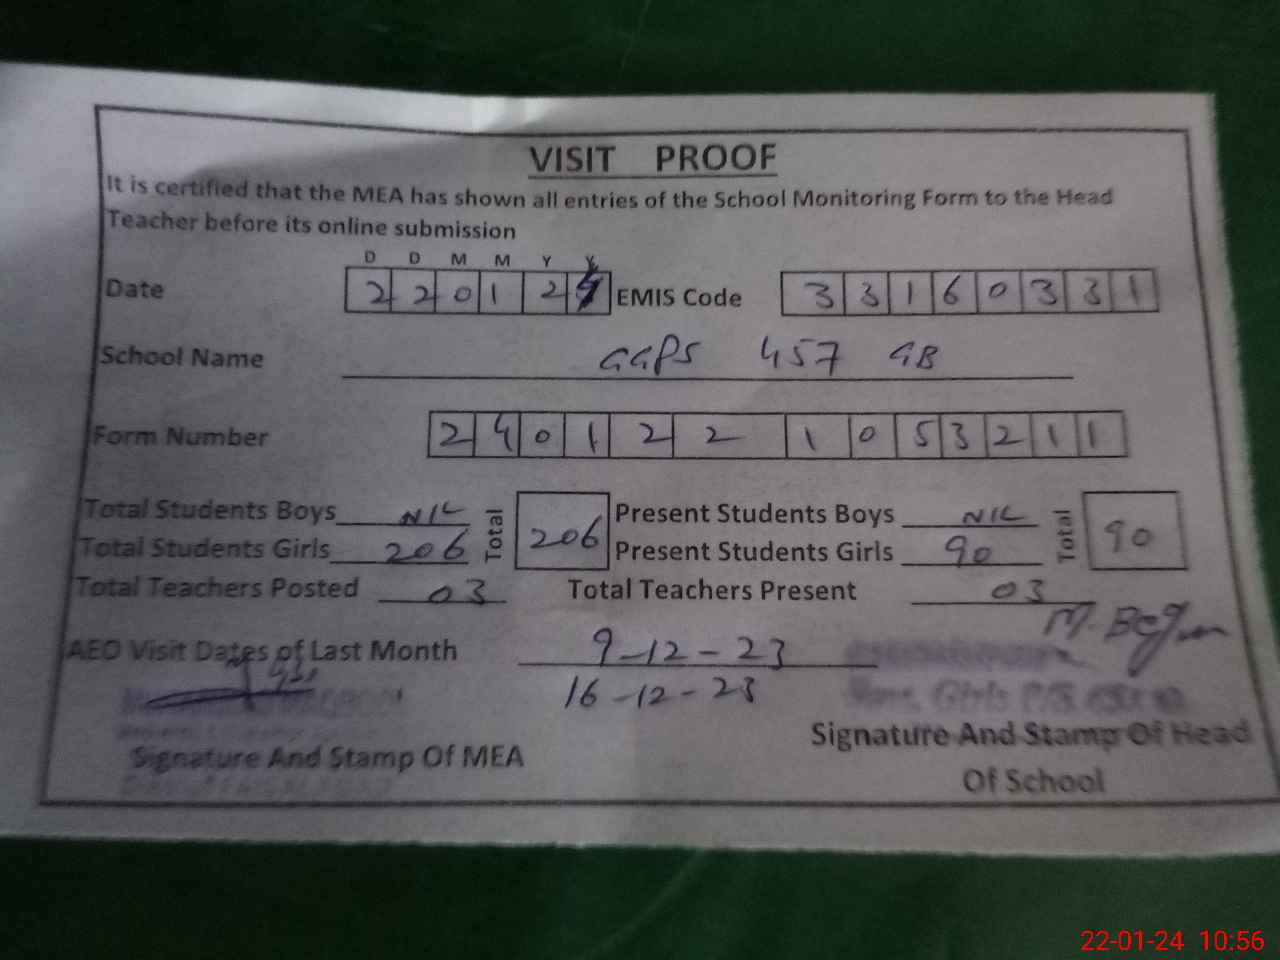 VISIT PROOF
It is certified that the MEA has shown all entries of the School Monitoring Form to the Head
Teacher before its online submission
D D M M Y Y
Date 2 2 0 1 2 4 EMIS Code 3 3 1 6 0 3 3 1
School Name GGPS 457 GB
Form Number 2 4 0 1 2 2 1 0 5 3 2 1 1
Total Students Boys NIL Total 206 Present Students Boys NIL Total 90
Total Students Girls 206 Present Students Girls 90
Total Teachers Posted 03 Total Teachers Present 03
M. Begum
AEO Visit Dates of Last Month 9-12-23
16-12-23
Girls P/S
Signature And Stamp Of MEA
Signature And Stamp Of Head
Of School
22-01-24 10:56